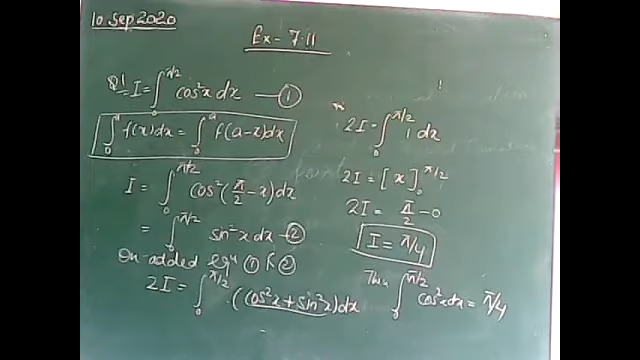 10 Sep 2020
Ex - 7.11
Q1 I = ∫₀^π/2 cos²x dx — ①
∫₀^a f(x)dx = ∫₀^a f(a-x)dx
I = ∫₀^π/2 cos²(π/2 - x)dx
= ∫₀^π/2 sin²x dx - ②
On added eqn ① & ②
2I = ∫₀^π/2 (cos²x + sin²x)dx
2I = ∫₀^π/2 1 dx
2I = [x]₀^π/2
2I = π/2 - 0
I = π/4
Thus ∫₀^π/2 cos²x dx = π/4